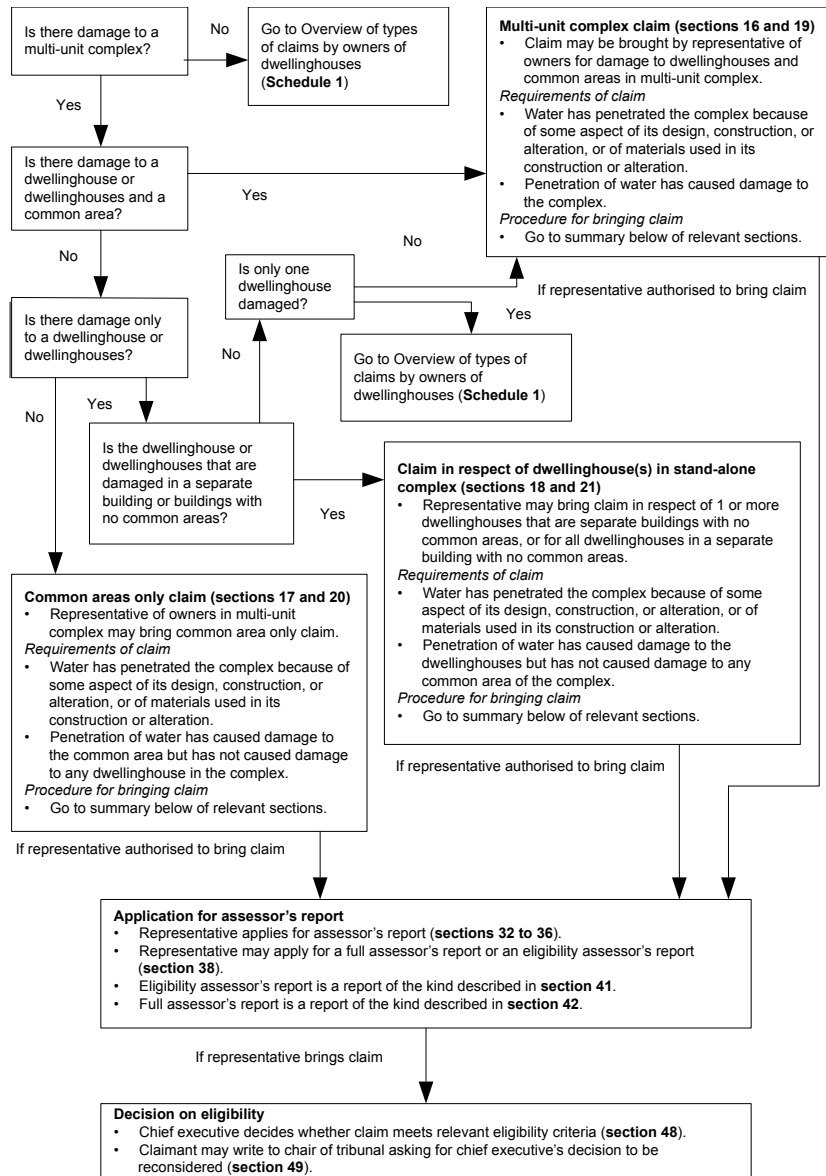 Is there damage to a
multi-unit complex?
No
Go to Overview of types
of claims by owners of
dwellinghouses
(Schedule 1)
Multi-unit complex claim (sections 16 and 19)
• Claim may be brought by representative of
owners for damage to dwellinghouses and
common areas in multi-unit complex.
Requirements of claim
• Water has penetrated the complex because
of some aspect of its design, construction, or
alteration, or of materials used in its
construction or alteration.
• Penetration of water has caused damage to
the complex.
Procedure for bringing claim
• Go to summary below of relevant sections.
Yes
Is there damage to a
dwellinghouse or
dwellinghouses and a
common area?
Yes
No
No
Is only one
dwellinghouse
damaged?
If representative authorised to bring claim
Yes
Is there damage only
to a dwellinghouse or
dwellinghouses?
No
Go to Overview of types of
claims by owners of
dwellinghouses (Schedule 1)
No
Yes
Is the dwellinghouse or
dwellinghouses that are
damaged in a separate
building or buildings with
no common areas?
Yes
Claim in respect of dwellinghouse(s) in stand-alone
complex (sections 18 and 21)
• Representative may bring claim in respect of 1 or more
dwellinghouses that are separate buildings with no
common areas, or for all dwellinghouses in a separate
building with no common areas.
Requirements of claim
• Water has penetrated the complex because of some
aspect of its design, construction, or alteration, or of
materials used in its construction or alteration.
• Penetration of water has caused damage to the
dwellinghouses but has not caused damage to any
common area of the complex.
Procedure for bringing claim
• Go to summary below of relevant sections.
Common areas only claim (sections 17 and 20)
• Representative of owners in multi-unit
complex may bring common area only claim.
Requirements of claim
• Water has penetrated the complex because of
some aspect of its design, construction, or
alteration, or of materials used in its
construction or alteration.
• Penetration of water has caused damage to
the common area but has not caused damage
to any dwellinghouse in the complex.
Procedure for bringing claim
• Go to summary below of relevant sections.
If representative authorised to bring claim
If representative authorised to bring claim
Application for assessor's report
• Representative applies for assessor's report (sections 32 to 36).
• Representative may apply for a full assessor's report or an eligibility assessor's report
(section 38).
• Eligibility assessor's report is a report of the kind described in section 41.
• Full assessor's report is a report of the kind described in section 42.
If representative brings claim
Decision on eligibility
• Chief executive decides whether claim meets relevant eligibility criteria (section 48).
• Claimant may write to chair of tribunal asking for chief executive's decision to be
reconsidered (section 49).